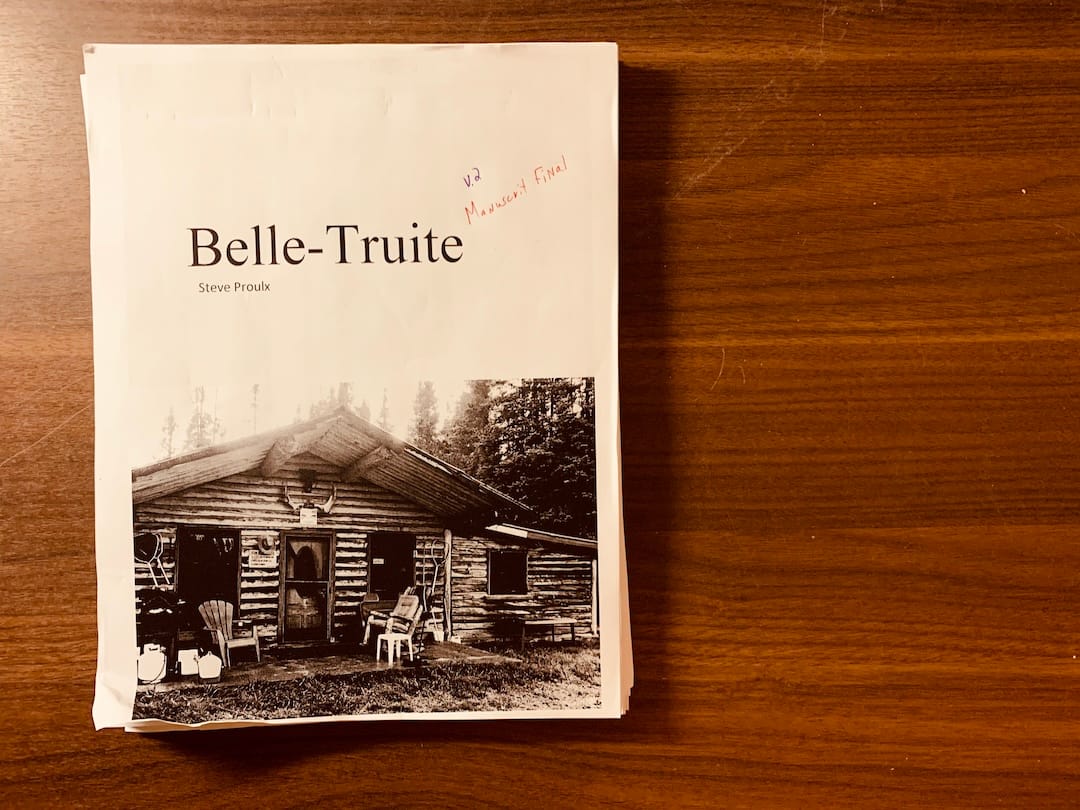 v.2
Manuscrit Final
Belle-Truite
Steve Proulx